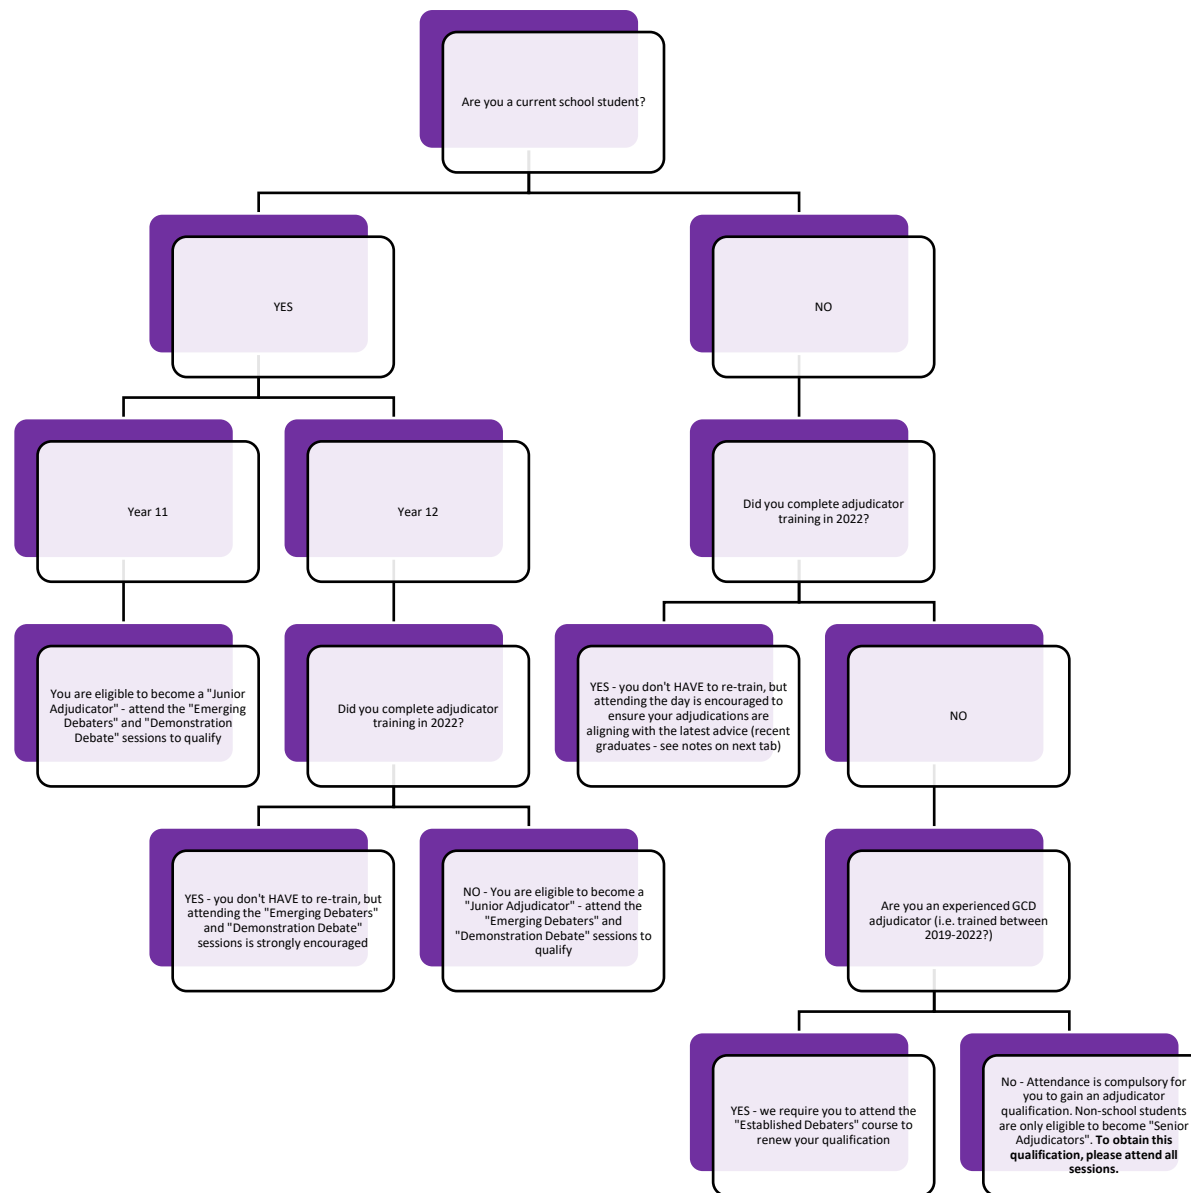 Are you a current school student?
YES
NO
Year 11
Year 12
Did you complete adjudicator
training in 2022?
You are eligible to become a "Junior
Adjudicator" - attend the "Emerging
Debaters" and "Demonstration
Debate" sessions to qualify
Did you complete adjudicator
training in 2022?
YES - you don't HAVE to re-train, but
attending the day is encouraged to
ensure your adjudications are
aligning with the latest advice (recent
graduates - see notes on next tab)
NO
YES - you don't HAVE to re-train, but
attending the "Emerging Debaters"
and "Demonstration Debate"
sessions is strongly encouraged
NO - You are eligible to become a
"Junior Adjudicator" - attend the
"Emerging Debaters" and
"Demonstration Debate" sessions to
qualify
Are you an experienced GCD
adjudicator (i.e. trained between
2019-2022?)
YES - we require you to attend the
"Established Debaters" course to
renew your qualification
No - Attendance is compulsory for
you to gain an adjudicator
qualification. Non-school students
are only eligible to become "Senior
Adjudicators". To obtain this
qualification, please attend all
sessions.